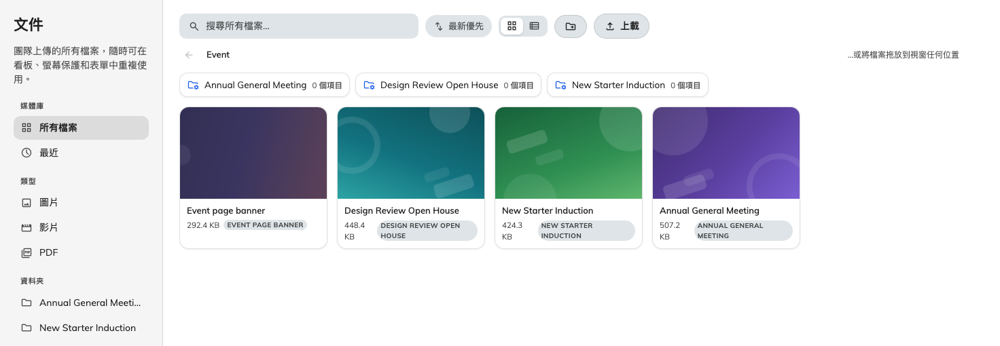 文件
團隊上傳的所有檔案，隨時可在
看板、螢幕保護和表單中重複使
用。
媒體庫
所有檔案
最近
類型
圖片
影片
PDF
資料夾
Annual General Meeti...
New Starter Induction
搜尋所有檔案...
最新優先
上載
Event
...或將檔案拖放到視窗任何位置
Annual General Meeting 0 個項目
Design Review Open House 0 個項目
New Starter Induction 0 個項目
Event page banner
292.4 KB EVENT PAGE BANNER
Design Review Open House
448.4 KB
DESIGN REVIEW OPEN
HOUSE
New Starter Induction
424.3 KB
NEW STARTER
INDUCTION
Annual General Meeting
507.2 KB
ANNUAL GENERAL
MEETING